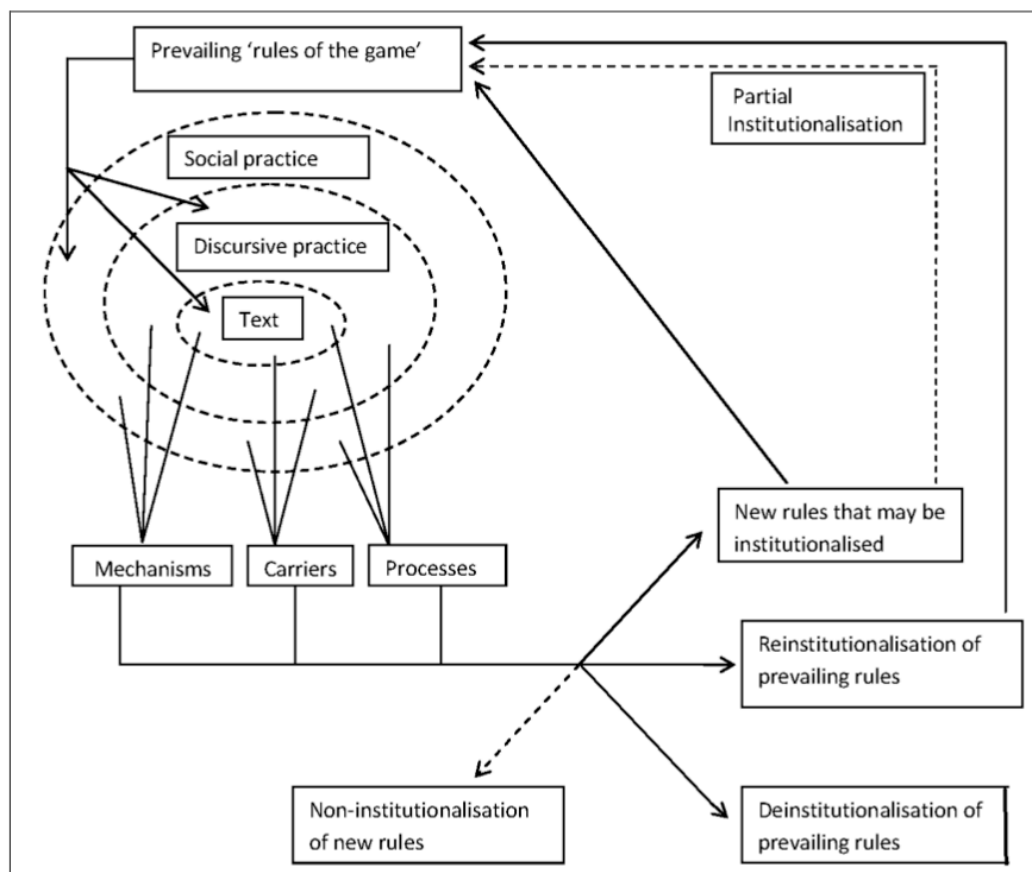 Prevailing ‘rules of the game’
Partial
Institutionalisation
Social practice
Discursive practice
Text
New rules that may be
institutionalised
Mechanisms
Carriers
Processes
Reinstitutionalisation of
prevailing rules
Non-institutionalisation
of new rules
Deinstitutionalisation of
prevailing rules